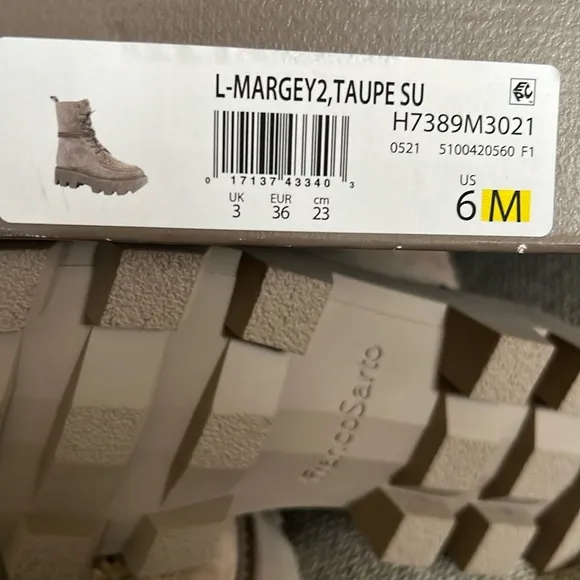 L-MARGEY2,TAUPE SU
H7389M3021
0521 5100420560 F1
0 17137 43340 3
UK EUR cm
3 36 23
US
6 M
FrancoSarto